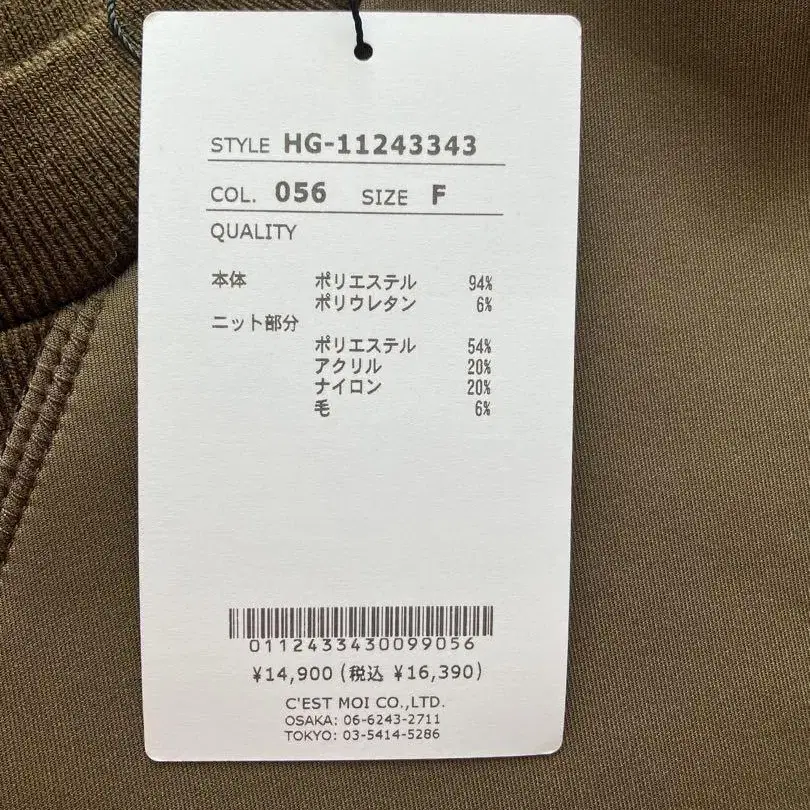 STYLE HG-11243343
COL. 056 SIZE F
QUALITY
本体 ポリエステル 94%
ポリウレタン 6%
ニット部分
ポリエステル 54%
アクリル 20%
ナイロン 20%
毛 6%
0112433430099056
¥14,900 (税込 ¥16,390)
C'EST MOI CO.,LTD.
OSAKA: 06-6243-2711
TOKYO: 03-5414-5286